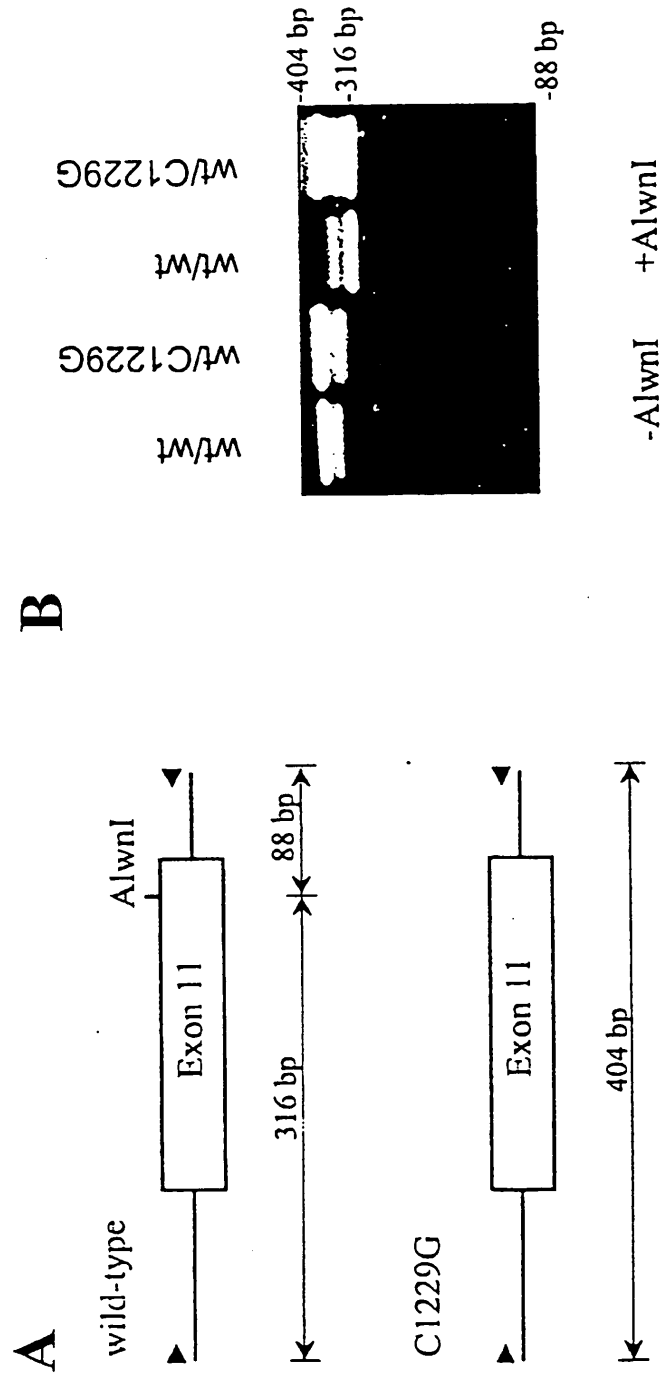 A
wild-type
AlwnI
Exon 11
316 bp
88 bp
C1229G
Exon 11
404 bp
B
wt/wt
wt/C1229G
wt/wt
wt/C1229G
-404 bp
-316 bp
-88 bp
-AlwnI +AlwnI